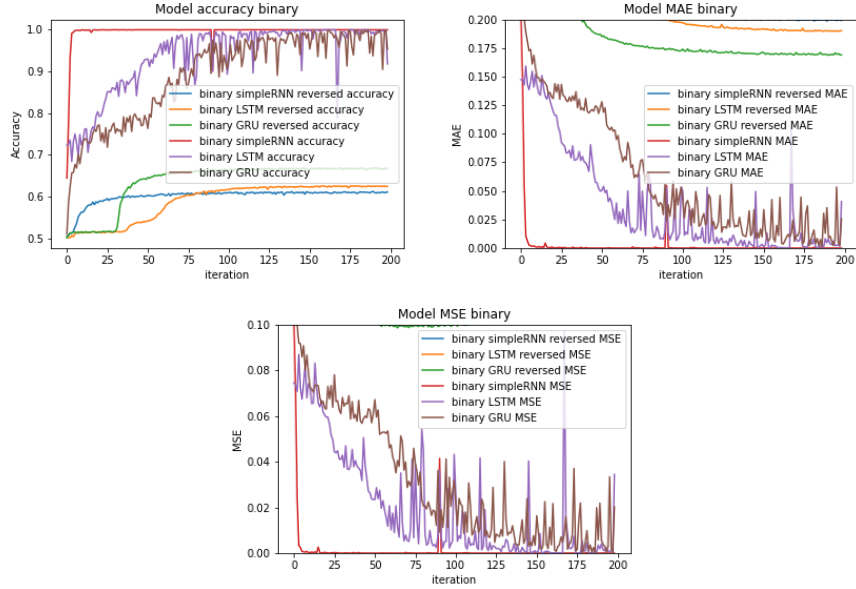 Model accuracy binary
1.0
0.9
0.8
0.7
0.6
0.5
Accuracy
binary simpleRNN reversed accuracy
binary LSTM reversed accuracy
binary GRU reversed accuracy
binary simpleRNN accuracy
binary LSTM accuracy
binary GRU accuracy
0 25 50 75 100 125 150 175 200
iteration
Model MAE binary
0.200
0.175
0.150
0.125
0.100
0.075
0.050
0.025
0.000
MAE
binary simpleRNN reversed MAE
binary LSTM reversed MAE
binary GRU reversed MAE
binary simpleRNN MAE
binary LSTM MAE
binary GRU MAE
0 25 50 75 100 125 150 175 200
iteration
Model MSE binary
0.10
0.08
0.06
0.04
0.02
0.00
MSE
binary simpleRNN reversed MSE
binary LSTM reversed MSE
binary GRU reversed MSE
binary simpleRNN MSE
binary LSTM MSE
binary GRU MSE
0 25 50 75 100 125 150 175 200
iteration